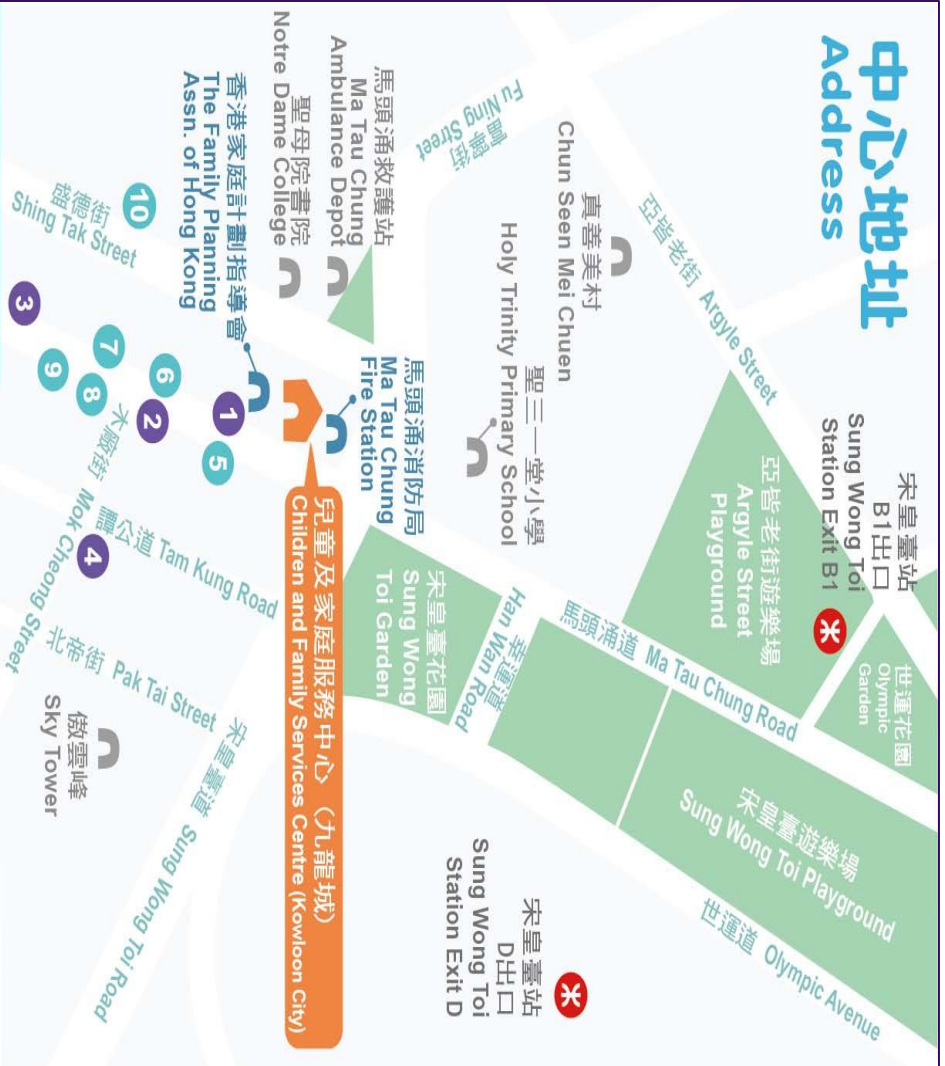 中心地址
Address
宋皇臺站
B1出口
Sung Wong Toi
Station Exit B1
世運花園
Olympic
Garden
亞皆老街 Argyle Street
亞皆老街遊樂場
Argyle Street
Playground
真善美村
Chun Seen Mei Chuen
富寧街
Fu Ning Street
聖三一堂小學
Holy Trinity Primary School
馬頭涌道 Ma Tau Chung Road
宋皇臺遊樂場
Sung Wong Toi Playground
世運道 Olympic Avenue
幸運道
Han Wan Road
宋皇臺站
D出口
Sung Wong Toi
Station Exit D
馬頭涌救護站
Ma Tau Chung
Ambulance Depot
聖母院書院
Notre Dame College
馬頭涌消防局
Ma Tau Chung
Fire Station
宋皇臺花園
Sung Wong
Toi Garden
香港家庭計劃指導會
The Family Planning
Assn. of Hong Kong
兒童及家庭服務中心（九龍城）
Children and Family Services Centre (Kowloon City)
盛德街
Shing Tak Street
10
3
7
9
8
6
2
1
5
4
木廠街 Mok Cheong Street
譚公道 Tam Kung Road
北帝街 Pak Tai Street
宋皇臺道 Sung Wong Toi Road
傲雲峰
Sky Tower